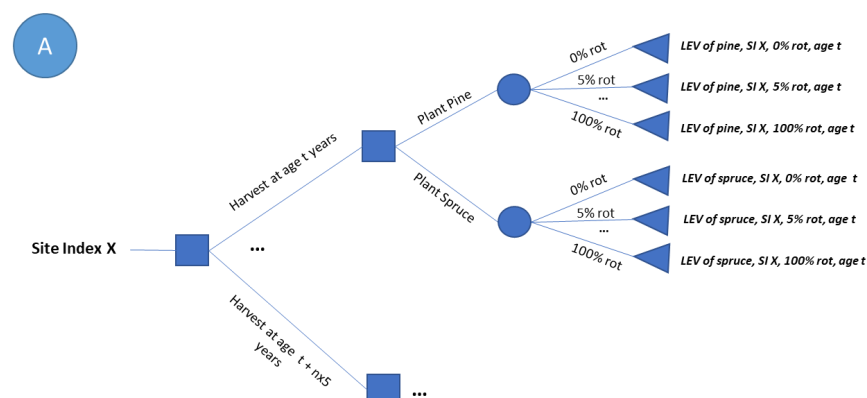 A
0% rot
LEV of pine, SI X, 0% rot, age t
Plant Pine
5% rot
...
LEV of pine, SI X, 5% rot, age t
100% rot
LEV of pine, SI X, 100% rot, age t
Harvest at age t years
Plant Spruce
0% rot
LEV of spruce, SI X, 0% rot, age t
5% rot
...
LEV of spruce, SI X, 5% rot, age t
100% rot
LEV of spruce, SI X, 100% rot, age t
Site Index X
...
Harvest at age t + nx5
years
...